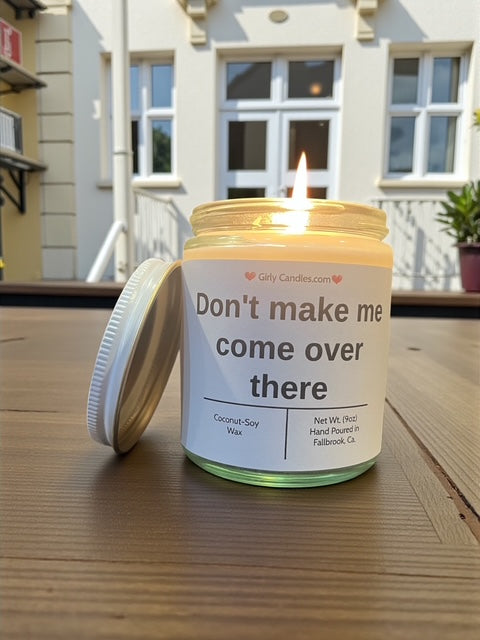 Girly Candles.com
Don't make me
come over
there
Coconut-Soy
Wax
Net Wt. (9oz)
Hand Poured in
Fallbrook, Ca.